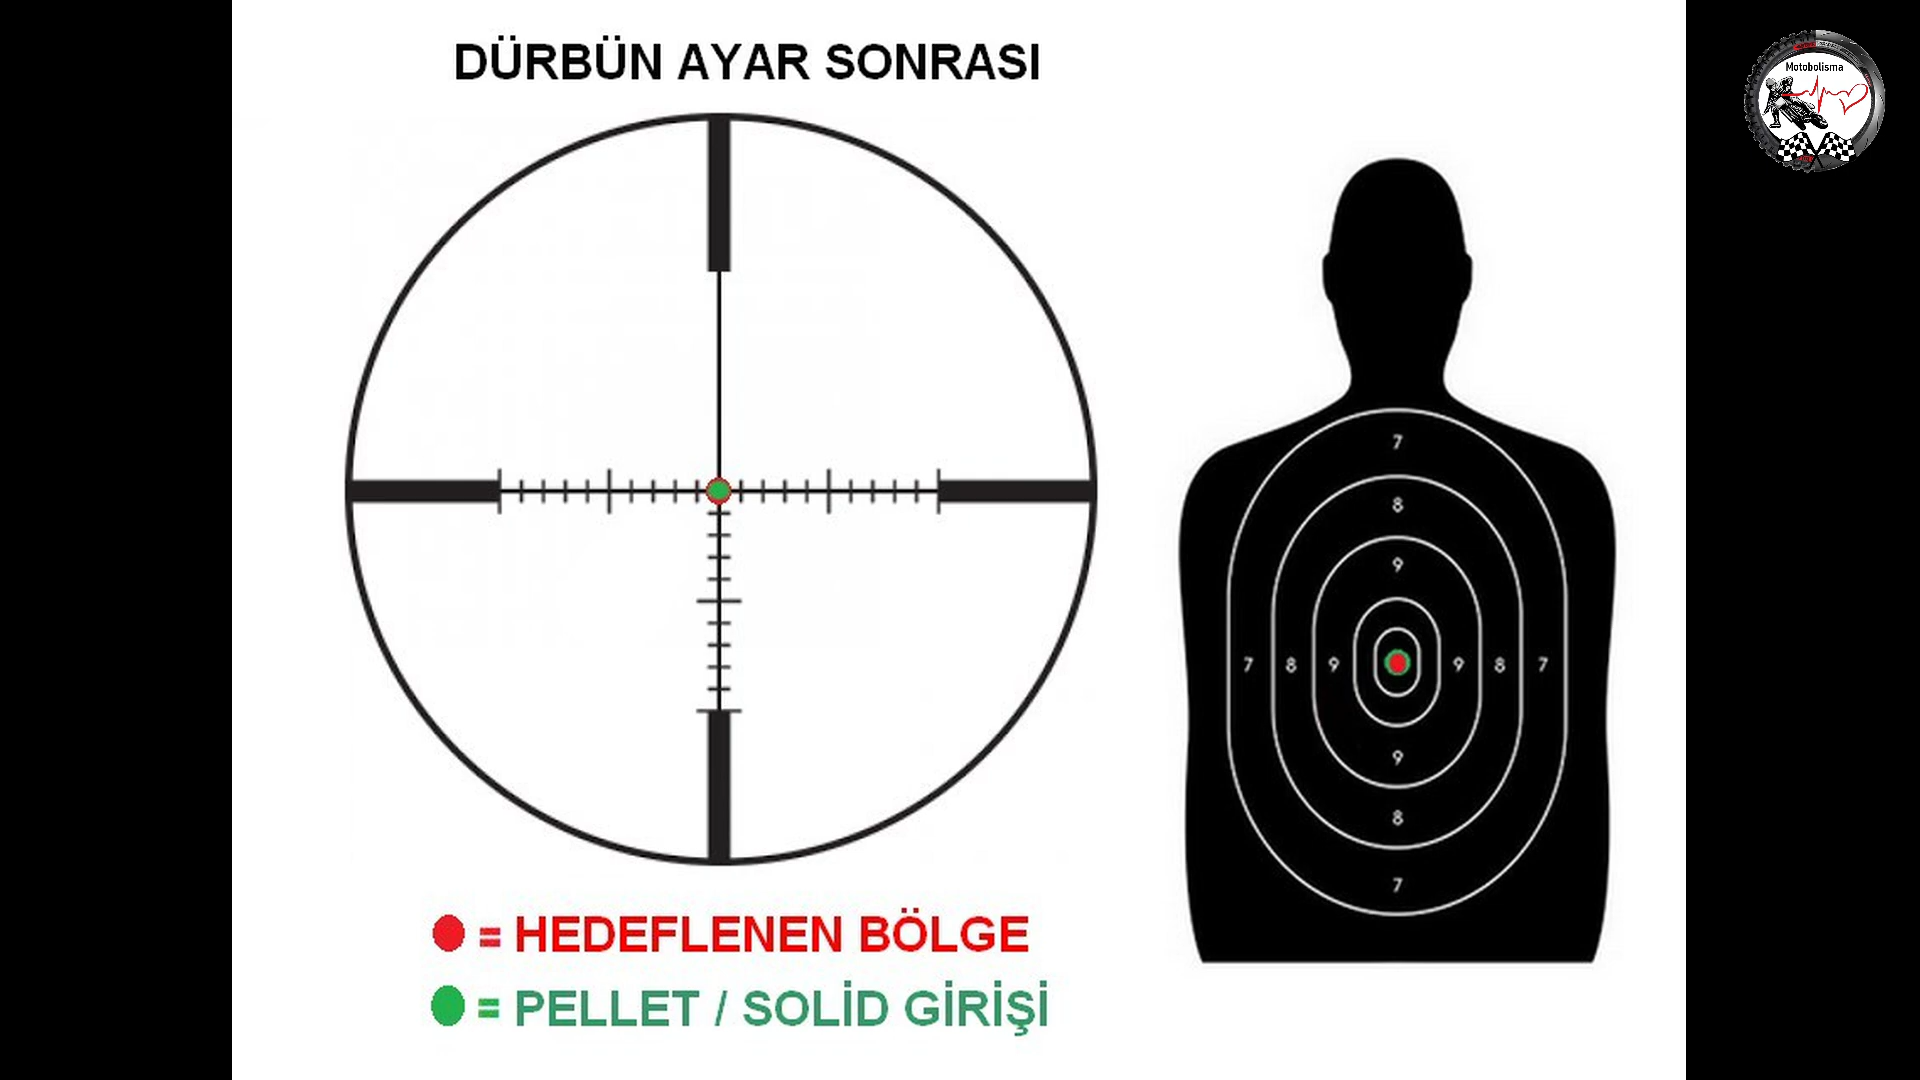 DÜRBÜN AYAR SONRASI
Motobolisma
7
8
9
7 8 9 9 8 7
9
8
7
= HEDEFLENEN BÖLGE
= PELLET / SOLİD GİRİŞİ